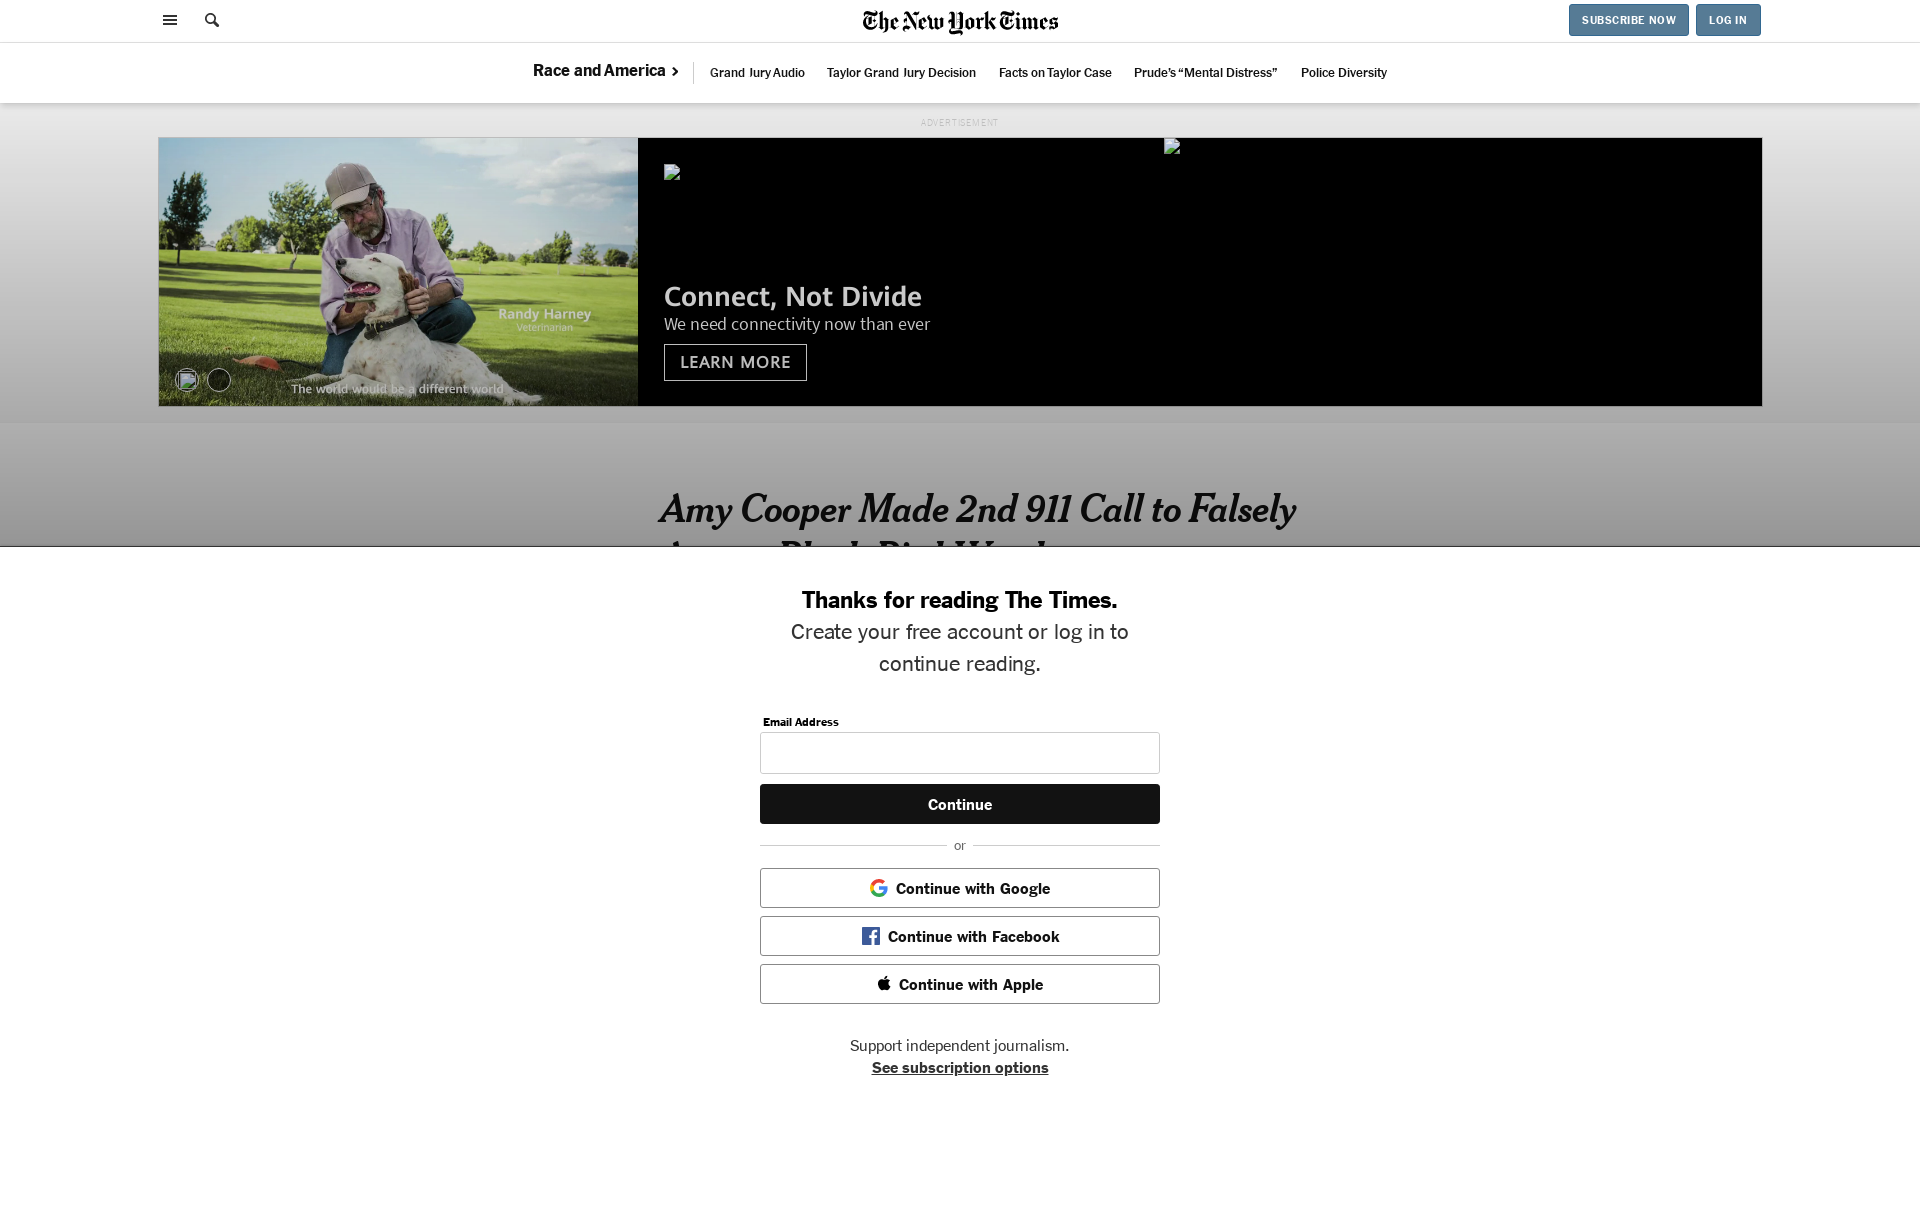 The New York Times
SUBSCRIBE NOW
LOG IN
Race and America
Grand Jury Audio
Taylor Grand Jury Decision
Facts on Taylor Case
Prude's “Mental Distress”
Police Diversity
ADVERTISEMENT
Randy Harney
Veterinarian
The world would be a different world
Connect, Not Divide
We need connectivity now than ever
LEARN MORE
Amy Cooper Made 2nd 911 Call to Falsely
Thanks for reading The Times.
Create your free account or log in to
continue reading.
Email Address
Continue
or
Continue with Google
Continue with Facebook
Continue with Apple
Support independent journalism.
See subscription options